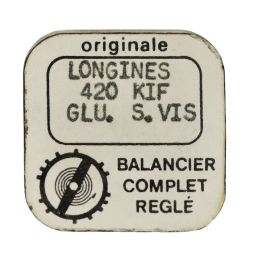 originale
LONGINES
420 KIF
GLU. S.VIS
BALANCIER
COMPLET
REGLÉ